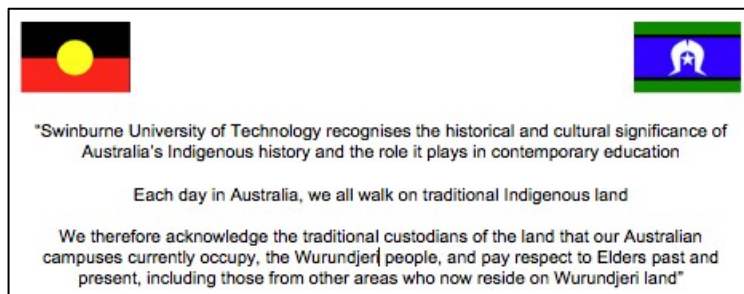 “Swinburne University of Technology recognises the historical and cultural significance of
Australia’s Indigenous history and the role it plays in contemporary education
Each day in Australia, we all walk on traditional Indigenous land
We therefore acknowledge the traditional custodians of the land that our Australian
campuses currently occupy, the Wurundjeri people, and pay respect to Elders past and
present, including those from other areas who now reside on Wurundjeri land”